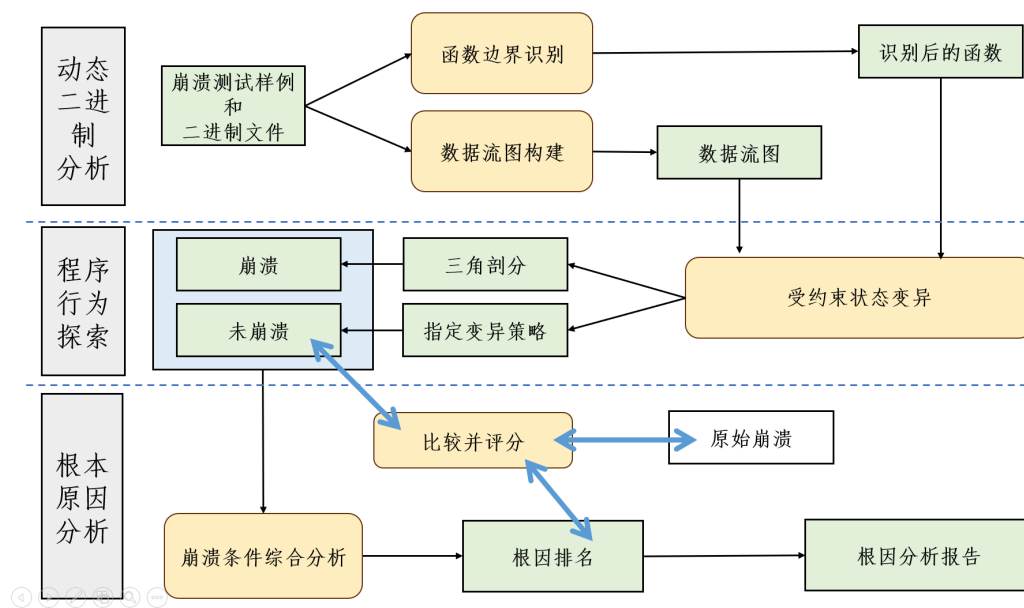 动态
二进
制
分析
崩溃测试样例
和
二进制文件
函数边界识别
识别后的函数
数据流图构建
数据流图
程序
行为
探索
崩溃
三角剖分
受约束状态变异
未崩溃
指定变异策略
根本
原因
分析
比较并评分
原始崩溃
崩溃条件综合分析
根因排名
根因分析报告